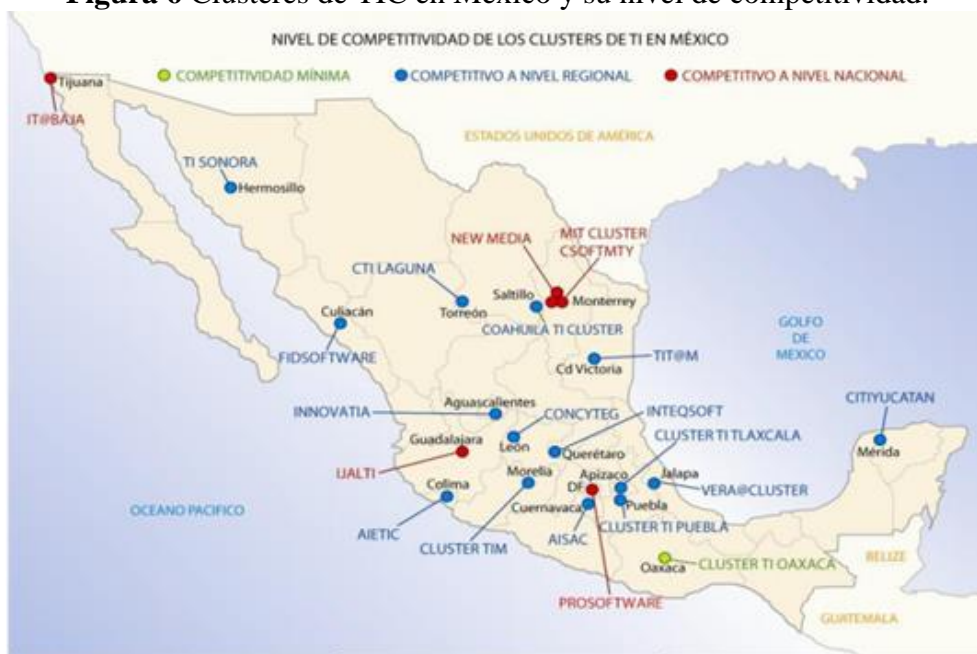 Figura 6 Clústeres de TIC en México y su nivel de competitividad.
NIVEL DE COMPETITIVIDAD DE LOS CLUSTERS DE TI EN MÉXICO
COMPETITIVIDAD MÍNIMA
COMPETITIVO A NIVEL REGIONAL
COMPETITIVO A NIVEL NACIONAL
Tijuana
IT@BAJA
ESTADOS UNIDOS DE AMÉRICA
TI SONORA
Hermosillo
NEW MEDIA
MIT CLUSTER
CSOFTMTY
CTI LAGUNA
Saltillo
Monterrey
Torreón
Culiacán
COAHUILA TI CLÚSTER
GOLFO
DE
MEXICO
FIDSOFTWARE
TIT@M
Cd Victoria
CITIYUCATAN
Aguascalientes
INNOVATIA
CONCYTEG
INTEQSOFT
CLUSTER TI TLAXCALA
Guadalajara
León
Querétaro
Mérida
IJALTI
Morelia
Apizaco
Jalapa
Colima
DF
VERA@CLUSTER
Cuernavaca
Puebla
OCEANO PACIFICO
CLUSTER TI PUEBLA
AIETIC
AISAC
CLUSTER TIM
BELIZE
CLUSTER TI OAXACA
Oaxaca
PROSOFTWARE
GUATEMALA